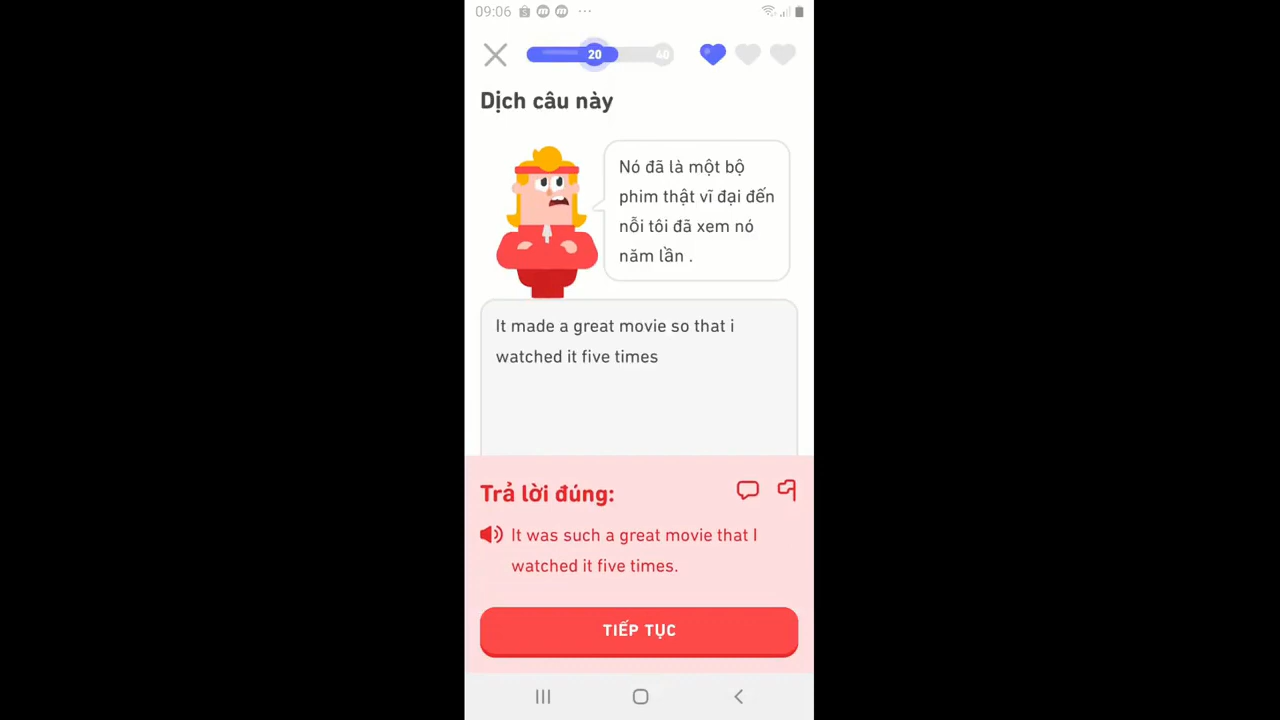 09:06
20
40
Dịch câu này
Nó đã là một bộ
phim thật vĩ đại đến
nỗi tôi đã xem nó
năm lần .
It made a great movie so that i
watched it five times
Trả lời đúng:
It was such a great movie that I
watched it five times.
TIẾP TỤC